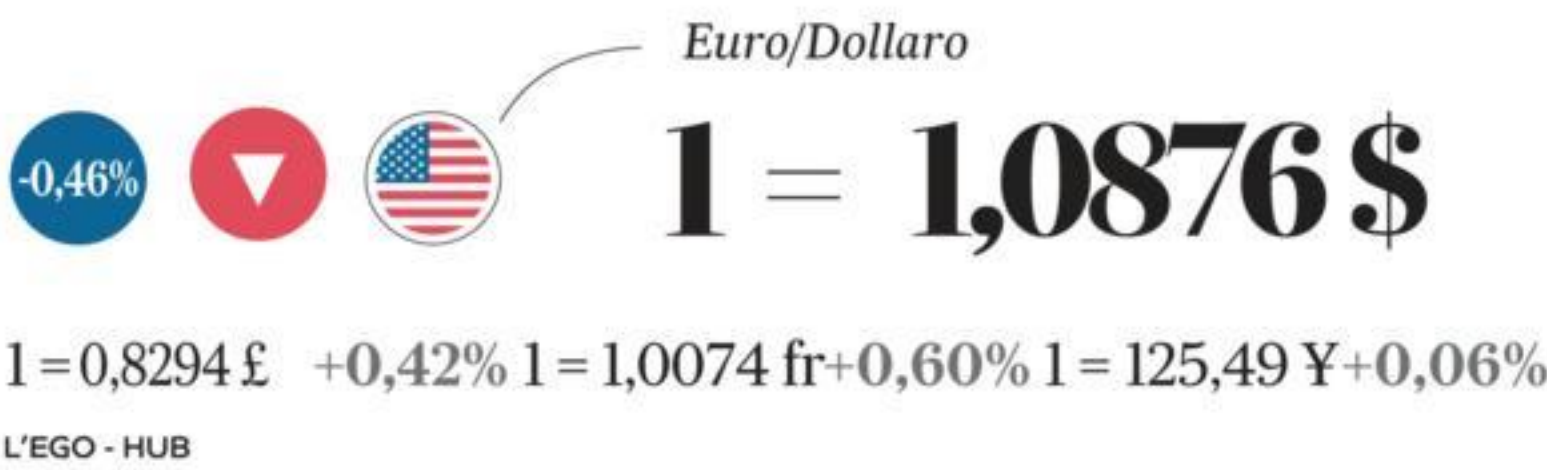 Euro/Dollaro
-0,46% 1 = 1,0876 $
1 = 0,8294 £ +0,42% 1 = 1,0074 fr +0,60% 1 = 125,49 ¥ +0,06%
L'EGO - HUB